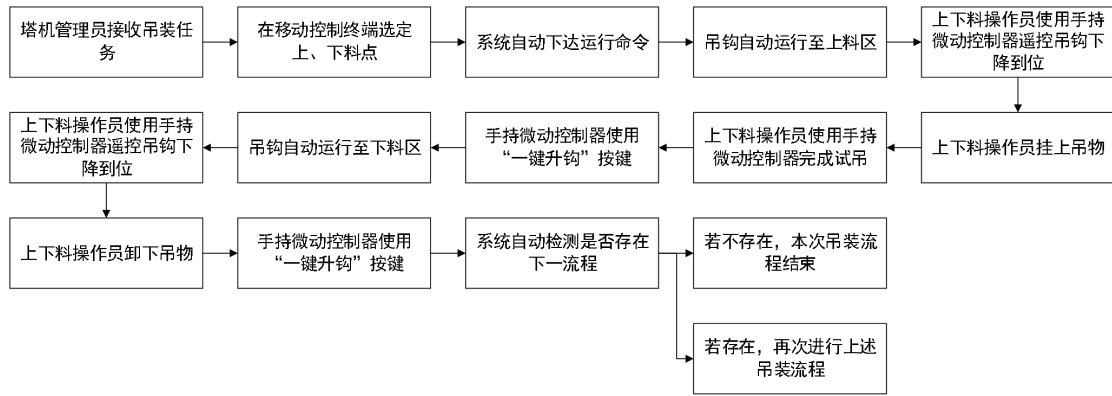 塔机管理员接收吊装任
务
在移动控制终端选定
上、下料点
系统自动下达运行命令
吊钩自动运行至上料区
上下料操作员使用手持
微动控制器遥控吊钩下
降到位
上下料操作员挂上吊物
上下料操作员使用手持
微动控制器完成试吊
手持微动控制器使用
“一键升钩”按键
吊钩自动运行至下料区
上下料操作员使用手持
微动控制器遥控吊钩下
降到位
上下料操作员卸下吊物
手持微动控制器使用
“一键升钩”按键
系统自动检测是否存在
下一流程
若不存在，本次吊装流
程结束
若存在，再次进行上述
吊装流程